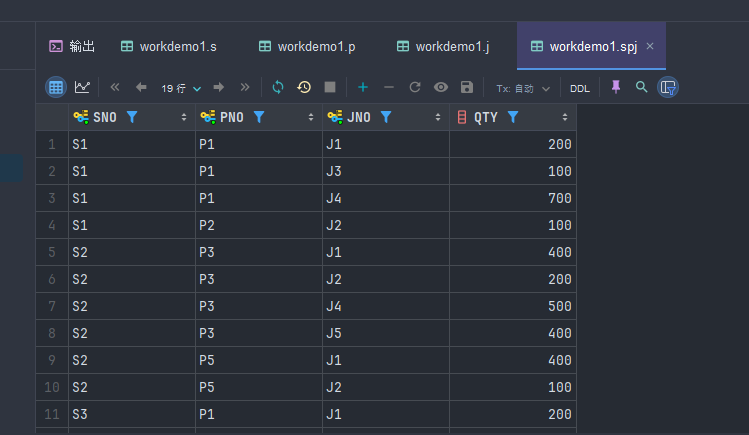 输出 workdemo1.s workdemo1.p workdemo1.j workdemo1.spj
19 行 Tx: 自动 DDL
SNO PNO JNO QTY
1 S1 P1 J1 200
2 S1 P1 J3 100
3 S1 P1 J4 700
4 S1 P2 J2 100
5 S2 P3 J1 400
6 S2 P3 J2 200
7 S2 P3 J4 500
8 S2 P3 J5 400
9 S2 P5 J1 400
10 S2 P5 J2 100
11 S3 P1 J1 200